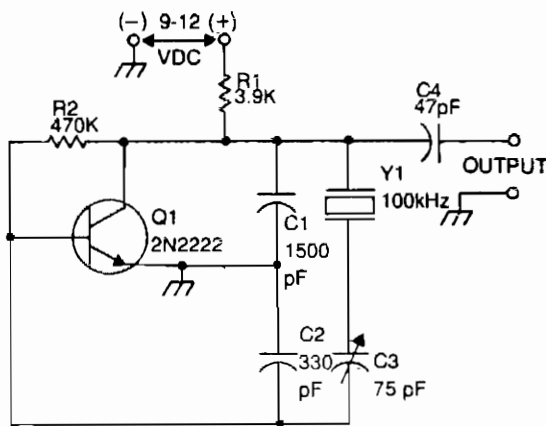 (-) 9-12 (+)
VDC
R1
3.9K
R2
470K
C4
47pF
OUTPUT
Y1
100kHz
Q1
2N2222
C1
1500
pF
C2
330
pF
C3
75 pF